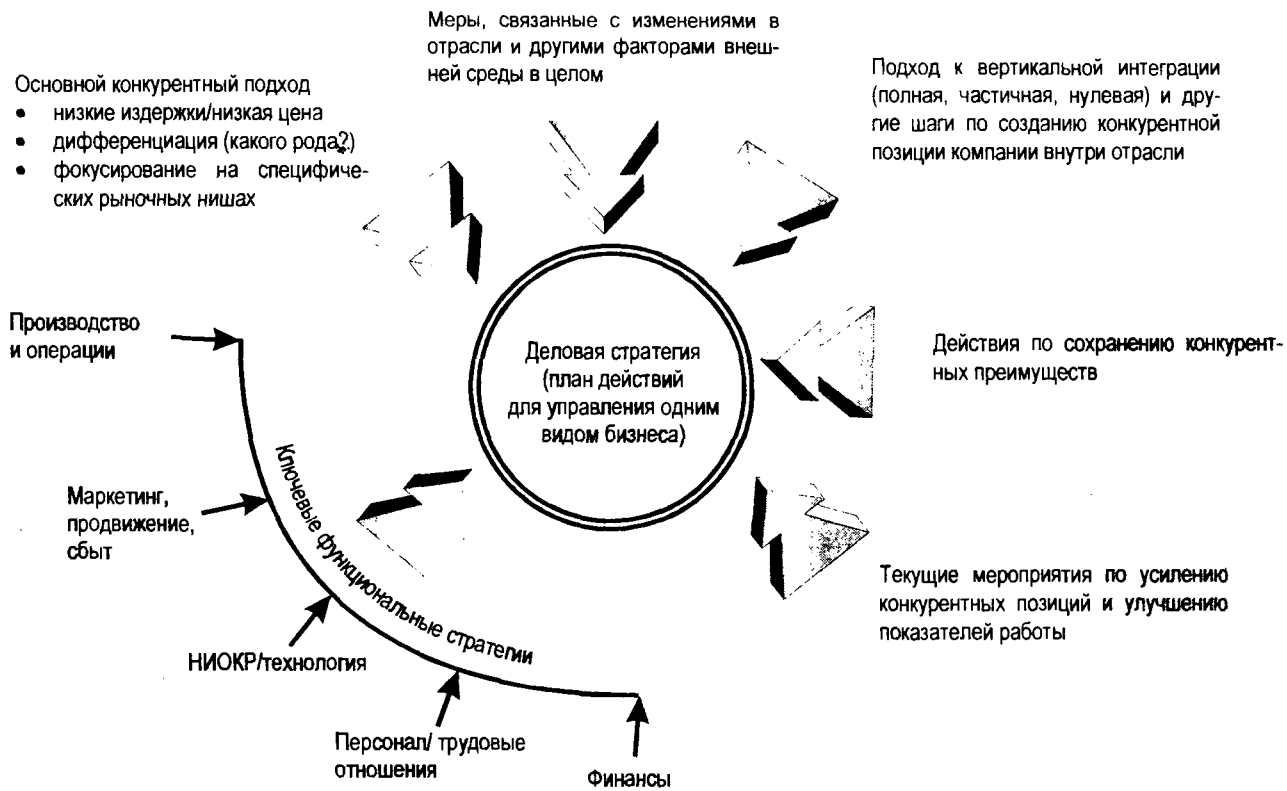 Меры, связанные с изменениями в
отрасли и другими факторами внеш-
ней среды в целом
Основной конкурентный подход
• низкие издержки/низкая цена
• дифференциация (какого рода?)
• фокусирование на специфичес-
ских рыночных нишах
Подход к вертикальной интеграции
(полная, частичная, нулевая) и дру-
гие шаги по созданию конкурентной
позиции компании внутри отрасли
Производство
и операции
Деловая стратегия
(план действий
для управления одним
видом бизнеса)
Действия по сохранению конкурент-
ных преимуществ
Маркетинг,
продвижение,
сбыт
Ключевые функциональные стратегии
Текущие мероприятия по усилению
конкурентных позиций и улучшению
показателей работы
НИОКР/технология
Персонал/ трудовые
отношения
Финансы